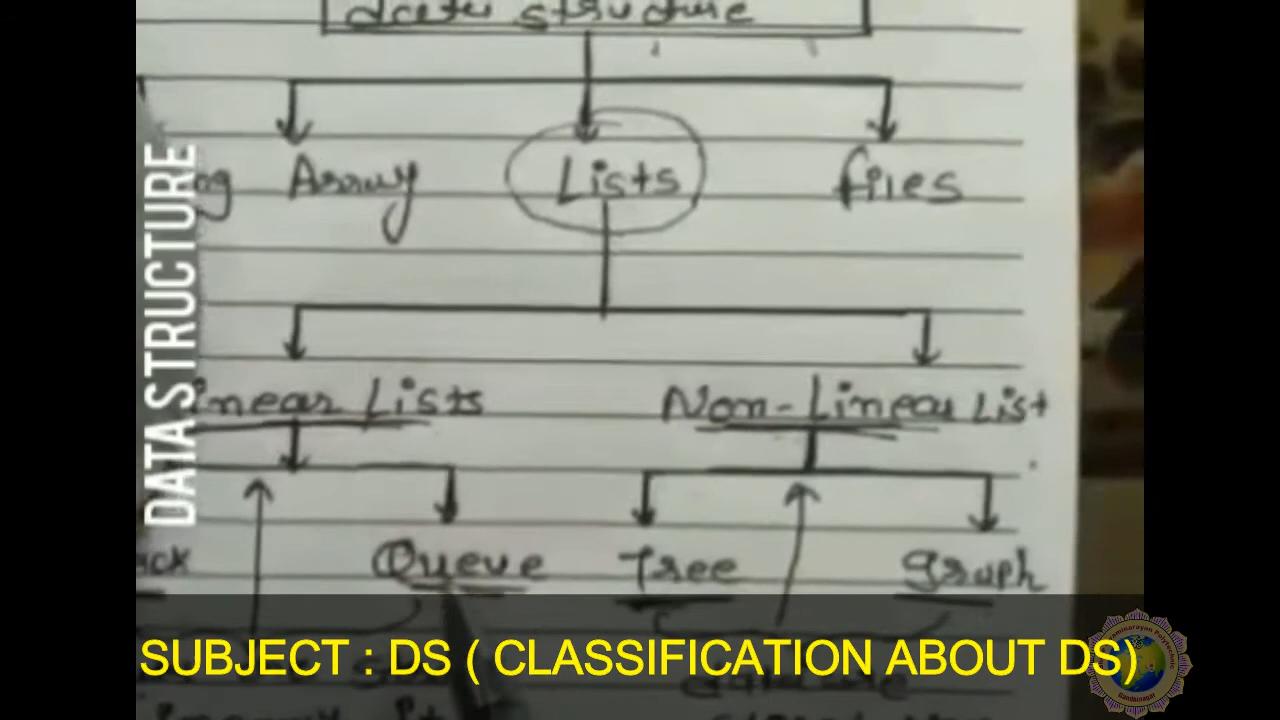 data structure
Array Lists files
Linear Lists Non-Linear List
Queue Tree Graph
DATA STRUCTURE
SUBJECT : DS ( CLASSIFICATION ABOUT DS)